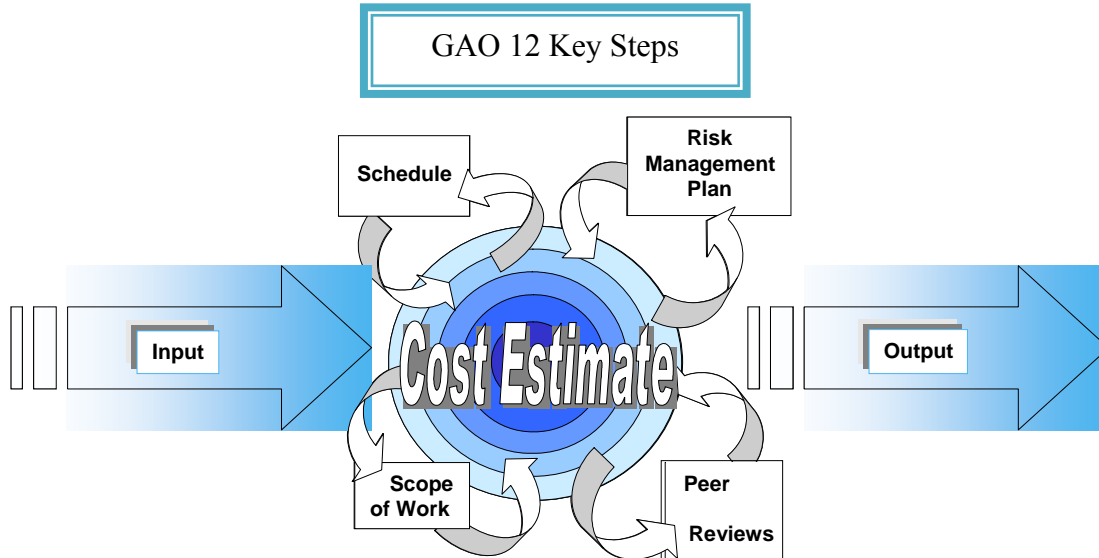 GAO 12 Key Steps
Schedule
Risk
Management
Plan
Input
Cost Estimate
Output
Scope
of Work
Peer
Reviews